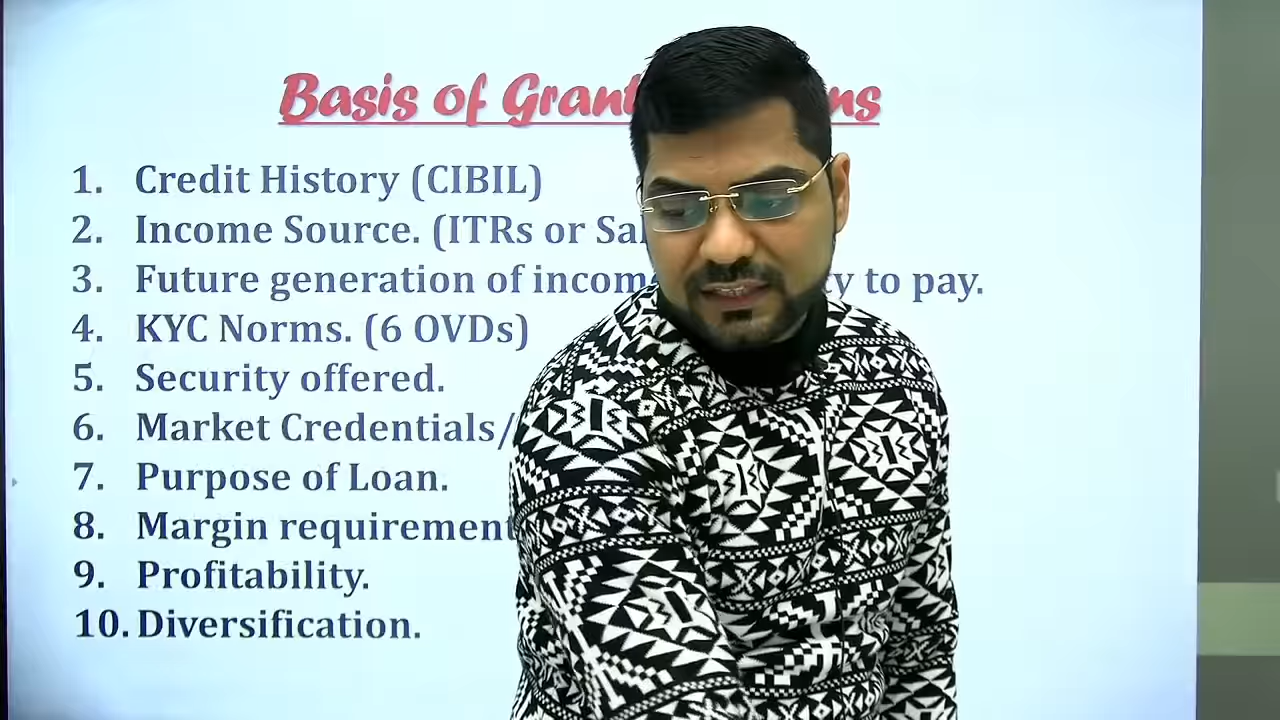 Basis of Grant ns
1. Credit History (CIBIL)
2. Income Source. (ITRs or Sal
3. Future generation of income ty to pay.
4. KYC Norms. (6 OVDs)
5. Security offered.
6. Market Credentials/
7. Purpose of Loan.
8. Margin requirement
9. Profitability.
10. Diversification.